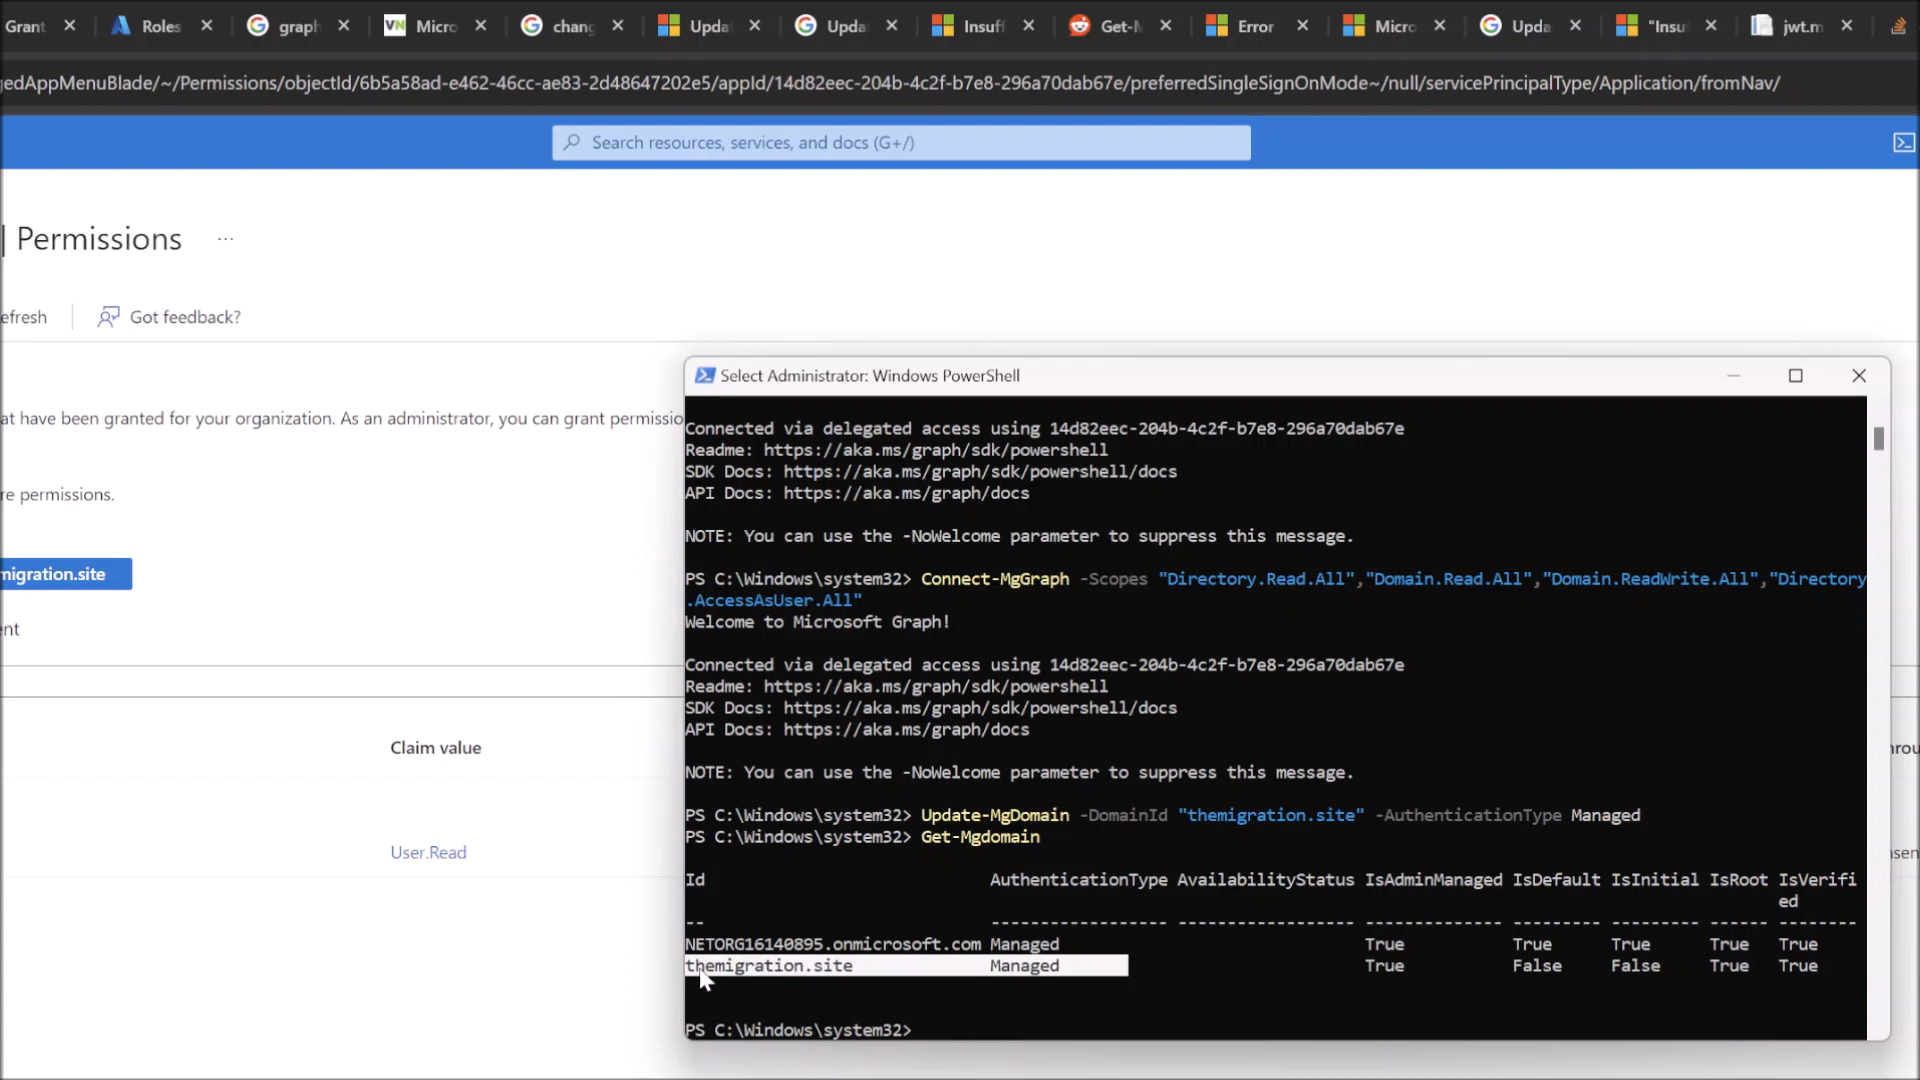 Grant
Roles
graph
VN
Micro
chang
Updat
Upda
Insuff
Get-M
Error
Micro
Upda
"Insu
jwt.m
gedAppMenuBlade/~/Permissions/objectId/6b5a58ad-e462-46cc-ae83-2d48647202e5/appId/14d82eec-204b-4c2f-b7e8-296a70dab67e/preferredSingleSignOnMode~/null/servicePrincipalType/Application/fromNav/
Search resources, services, and docs (G+/)
| Permissions ...
efresh
Got feedback?
at have been granted for your organization. As an administrator, you can grant permissio
re permissions.
migration.site
ent
Claim value
User.Read
Select Administrator: Windows PowerShell
Connected via delegated access using 14d82eec-204b-4c2f-b7e8-296a70dab67e
Readme: https://aka.ms/graph/sdk/powershell
SDK Docs: https://aka.ms/graph/sdk/powershell/docs
API Docs: https://aka.ms/graph/docs
NOTE: You can use the -NoWelcome parameter to suppress this message.
PS C:\Windows\system32> Connect-MgGraph -Scopes "Directory.Read.All","Domain.Read.All","Domain.ReadWrite.All","Directory
.AccessAsUser.All"
Welcome to Microsoft Graph!
Connected via delegated access using 14d82eec-204b-4c2f-b7e8-296a70dab67e
Readme: https://aka.ms/graph/sdk/powershell
SDK Docs: https://aka.ms/graph/sdk/powershell/docs
API Docs: https://aka.ms/graph/docs
NOTE: You can use the -NoWelcome parameter to suppress this message.
PS C:\Windows\system32> Update-MgDomain -DomainId "themigration.site" -AuthenticationType Managed
PS C:\Windows\system32> Get-Mgdomain
Id AuthenticationType AvailabilityStatus IsAdminManaged IsDefault IsInitial IsRoot IsVerifi
ed
-- ------------------ ------------------ -------------- --------- --------- ------ --------
NETORG16140895.onmicrosoft.com Managed True True True True True
themigration.site Managed True False False True True
PS C:\Windows\system32>
hrou
sen